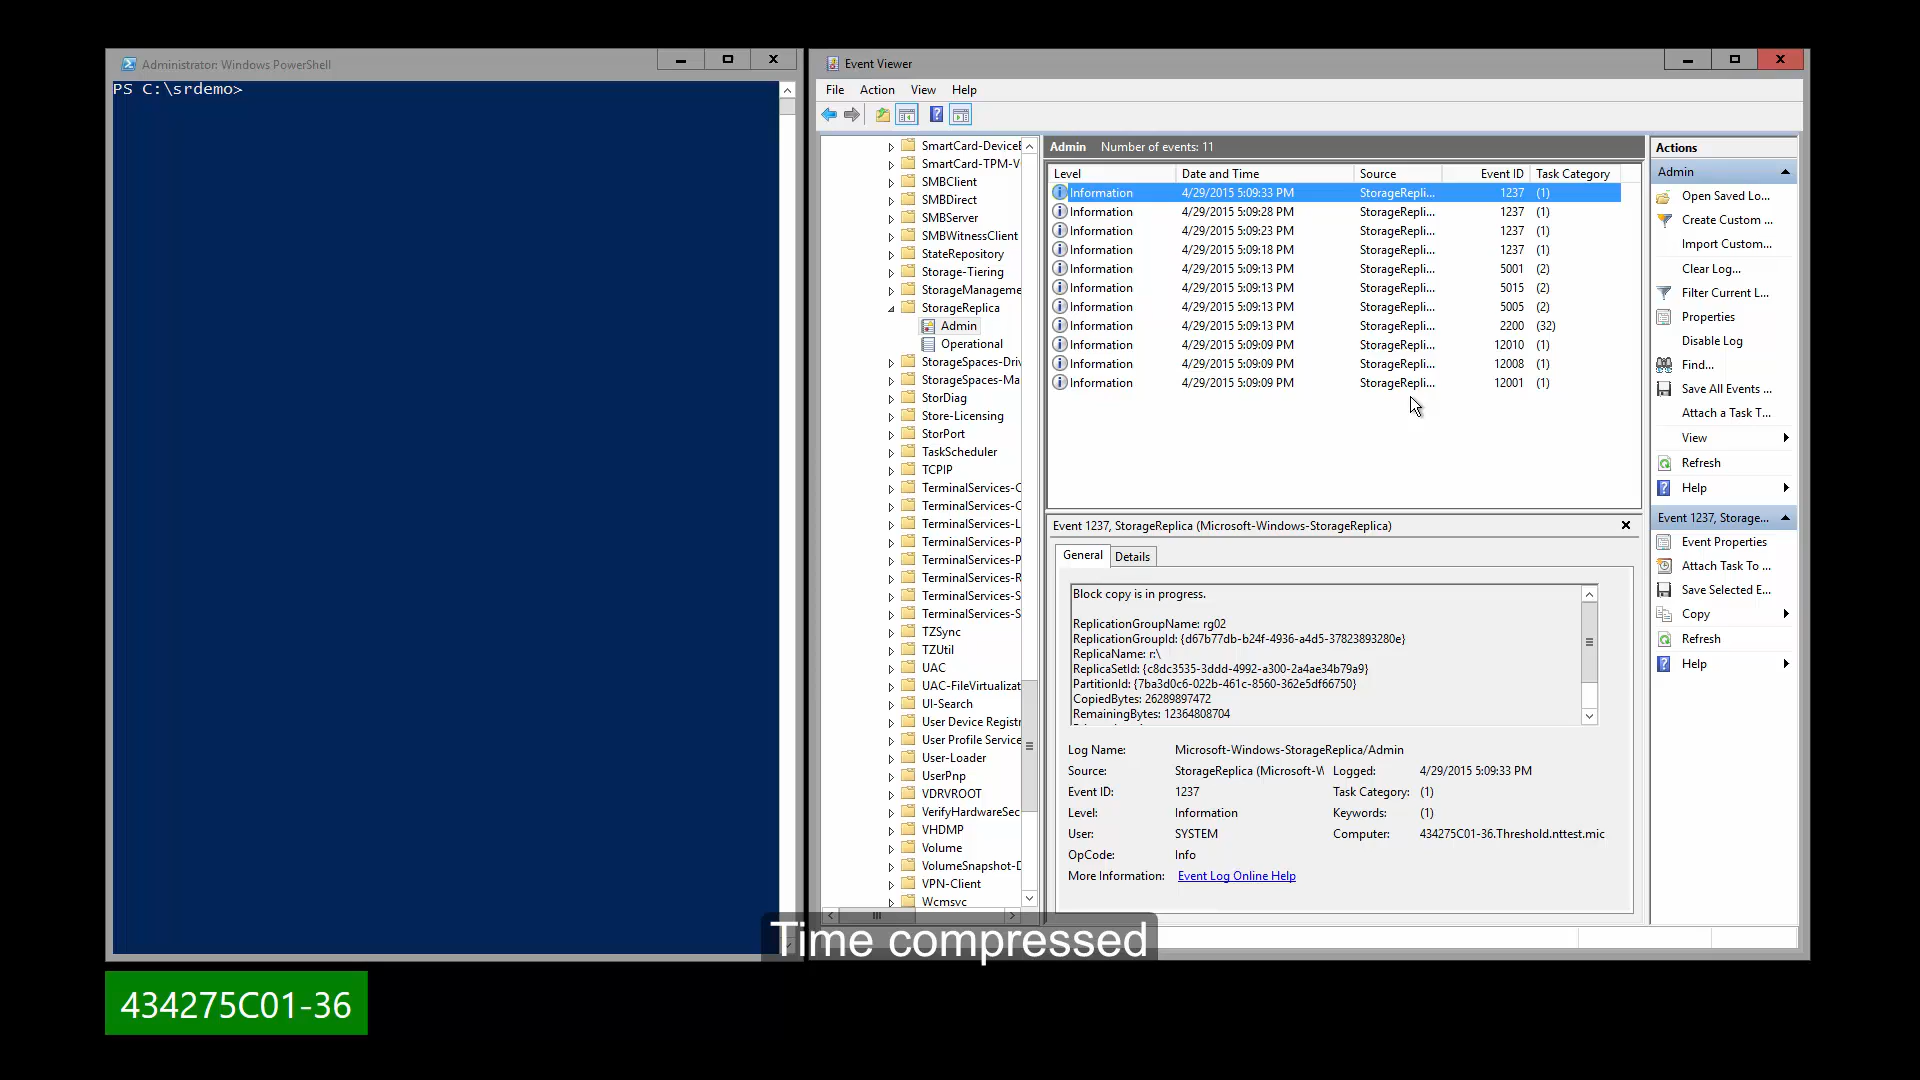 Administrator: Windows PowerShell
PS C:\srdemo>
Event Viewer
File Action View Help
SmartCard-DeviceE
SmartCard-TPM-V
SMBClient
SMBDirect
SMBServer
SMBWitnessClient
StateRepository
Storage-Tiering
StorageManageme
StorageReplica
Admin
Operational
StorageSpaces-Driv
StorageSpaces-Ma
StorDiag
Store-Licensing
StorPort
TaskScheduler
TCPIP
TerminalServices-C
TerminalServices-C
TerminalServices-L
TerminalServices-P
TerminalServices-P
TerminalServices-R
TerminalServices-S
TerminalServices-S
TZSync
TZUtil
UAC
UAC-FileVirtualizat
UI-Search
User Device Registr
User Profile Service
User-Loader
UserPnp
VDRVROOT
VerifyHardwareSec
VHDMP
Volume
VolumeSnapshot-D
VPN-Client
Wcmsvc
Admin Number of events: 11
Level Date and Time Source Event ID Task Category
Information 4/29/2015 5:09:33 PM StorageRepli... 1237 (1)
Information 4/29/2015 5:09:28 PM StorageRepli... 1237 (1)
Information 4/29/2015 5:09:23 PM StorageRepli... 1237 (1)
Information 4/29/2015 5:09:18 PM StorageRepli... 1237 (1)
Information 4/29/2015 5:09:13 PM StorageRepli... 5001 (2)
Information 4/29/2015 5:09:13 PM StorageRepli... 5015 (2)
Information 4/29/2015 5:09:13 PM StorageRepli... 5005 (2)
Information 4/29/2015 5:09:13 PM StorageRepli... 2200 (32)
Information 4/29/2015 5:09:09 PM StorageRepli... 12010 (1)
Information 4/29/2015 5:09:09 PM StorageRepli... 12008 (1)
Information 4/29/2015 5:09:09 PM StorageRepli... 12001 (1)
Event 1237, StorageReplica (Microsoft-Windows-StorageReplica)
General Details
Block copy is in progress.
ReplicationGroupName: rg02
ReplicationGroupId: {d67b77db-b24f-4936-a4d5-37823893280e}
ReplicaName: r:\
ReplicaSetId: {c8dc3535-3ddd-4992-a300-2a4ae34b79a9}
PartitionId: {7ba3d0c6-022b-461c-8560-362e5df66750}
CopiedBytes: 26289897472
RemainingBytes: 12364808704
Log Name: Microsoft-Windows-StorageReplica/Admin
Source: StorageReplica (Microsoft-W Logged: 4/29/2015 5:09:33 PM
Event ID: 1237 Task Category: (1)
Level: Information Keywords: (1)
User: SYSTEM Computer: 434275C01-36.Threshold.nttest.mic
OpCode: Info
More Information: Event Log Online Help
Actions
Admin
Open Saved Lo...
Create Custom ...
Import Custom...
Clear Log...
Filter Current L...
Properties
Disable Log
Find...
Save All Events ...
Attach a Task T...
View
Refresh
Help
Event 1237, Storage...
Event Properties
Attach Task To ...
Save Selected E...
Copy
Refresh
Help
Time compressed
434275C01-36